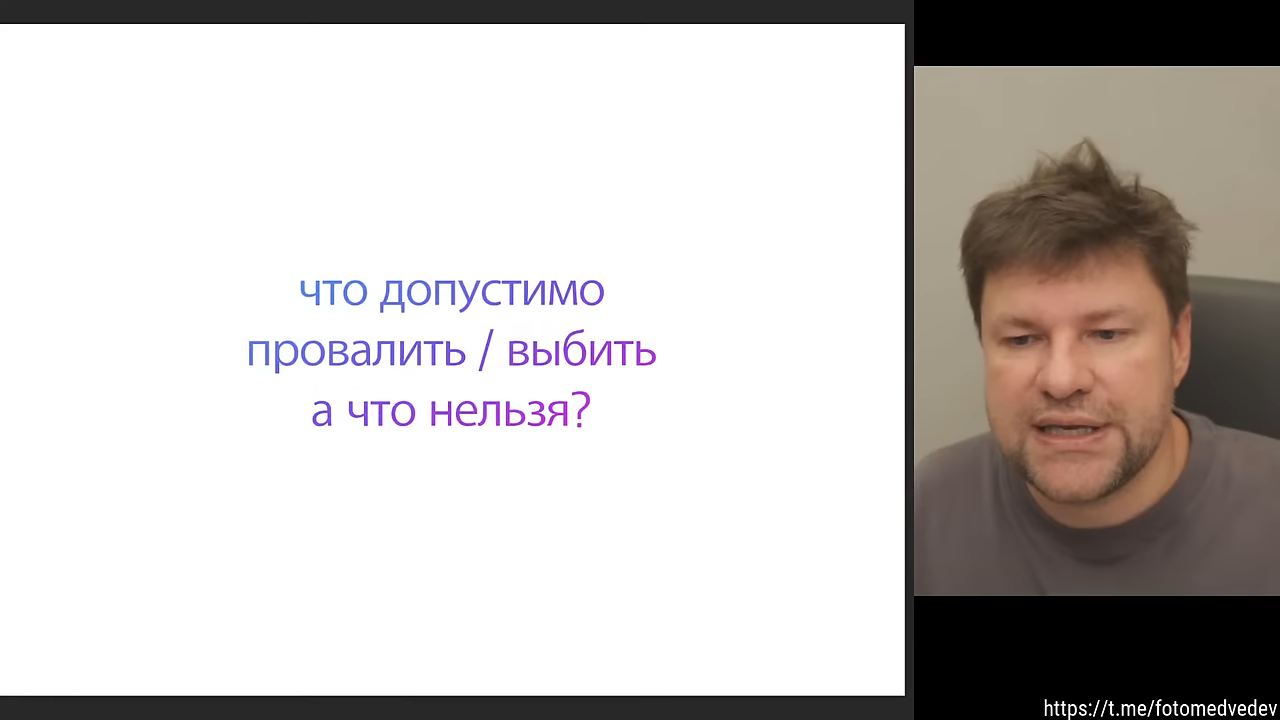 что допустимо
провалить / выбить
а что нельзя?
https://t.me/fotomedvedev